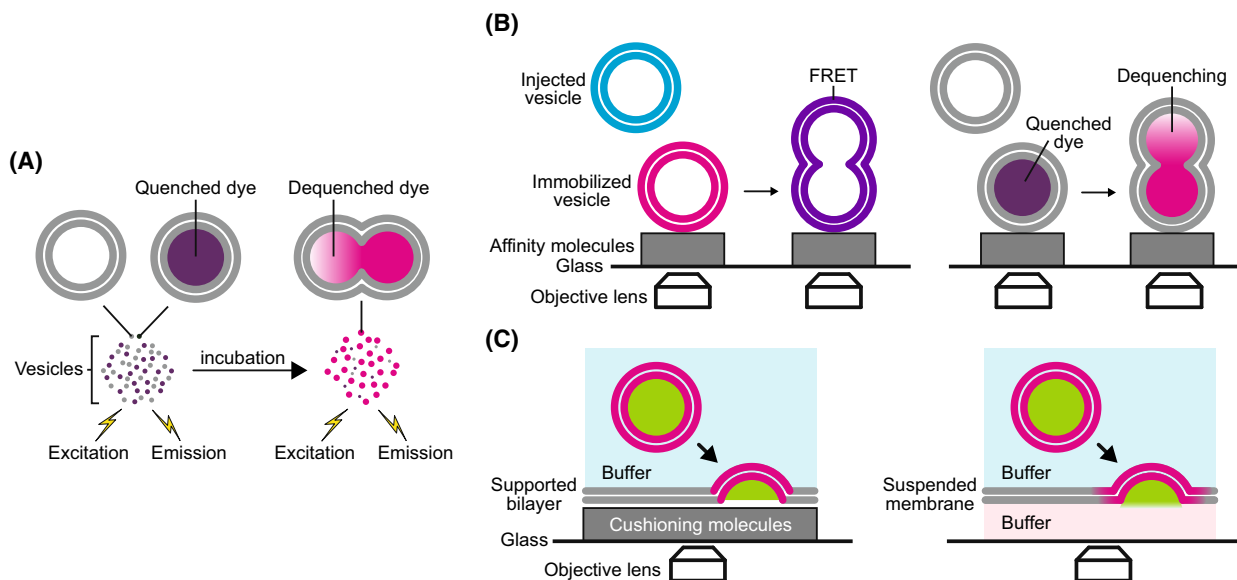 (A)
Quenched dye
Dequenched dye
Vesicles
incubation
Excitation
Emission
Excitation
Emission
(B)
Injected
vesicle
FRET
Immobilized
vesicle
Affinity molecules
Glass
Objective lens
Quenched
dye
Dequenching
(C)
Buffer
Supported
bilayer
Cushioning molecules
Glass
Objective lens
Buffer
Suspended
membrane
Buffer